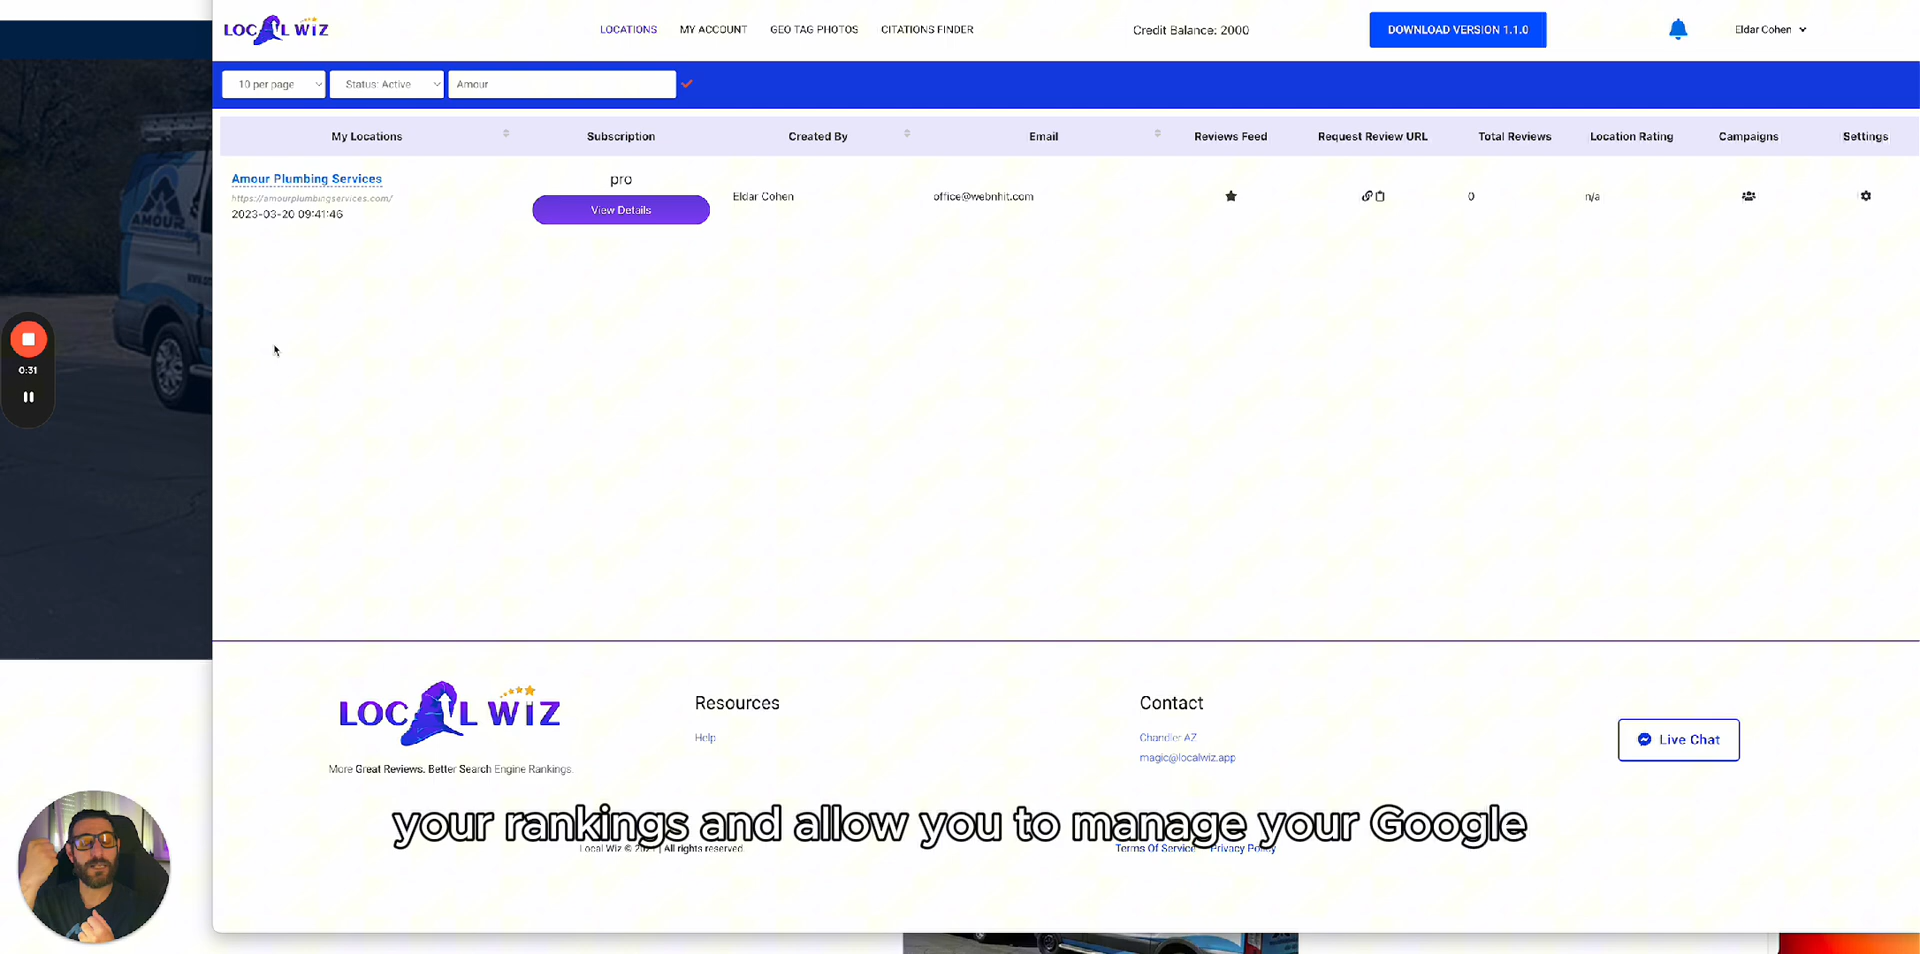 LOCAL WIZ
LOCATIONS
MY ACCOUNT
GEO TAG PHOTOS
CITATIONS FINDER
Credit Balance: 2000
DOWNLOAD VERSION 1.1.0
Eldar Cohen
10 per page
Status: Active
Amour
My Locations
Subscription
Created By
Email
Reviews Feed
Request Review URL
Total Reviews
Location Rating
Campaigns
Settings
Amour Plumbing Services
https://amourplumbingservices.com/
2023-03-20 09:41:46
pro
View Details
Eldar Cohen
office@webnhit.com
0
n/a
AMOUR
0:31
LOCAL WIZ
More Great Reviews. Better Search Engine Rankings.
Resources
Help
Contact
Chandler AZ
magic@localwiz.app
Live Chat
your rankings and allow you to manage your Google
Local Wiz © | All rights reserved
Terms Of Service
Privacy Policy